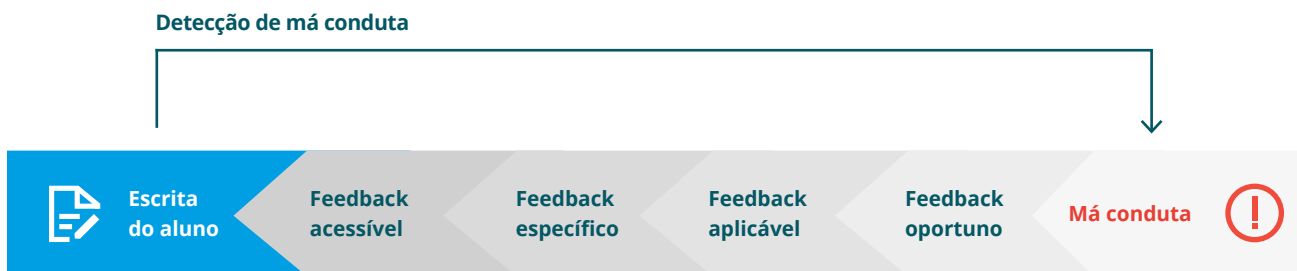 Detecção de má conduta
Escrita
do aluno
Feedback
acessível
Feedback
específico
Feedback
aplicável
Feedback
oportuno
Má conduta